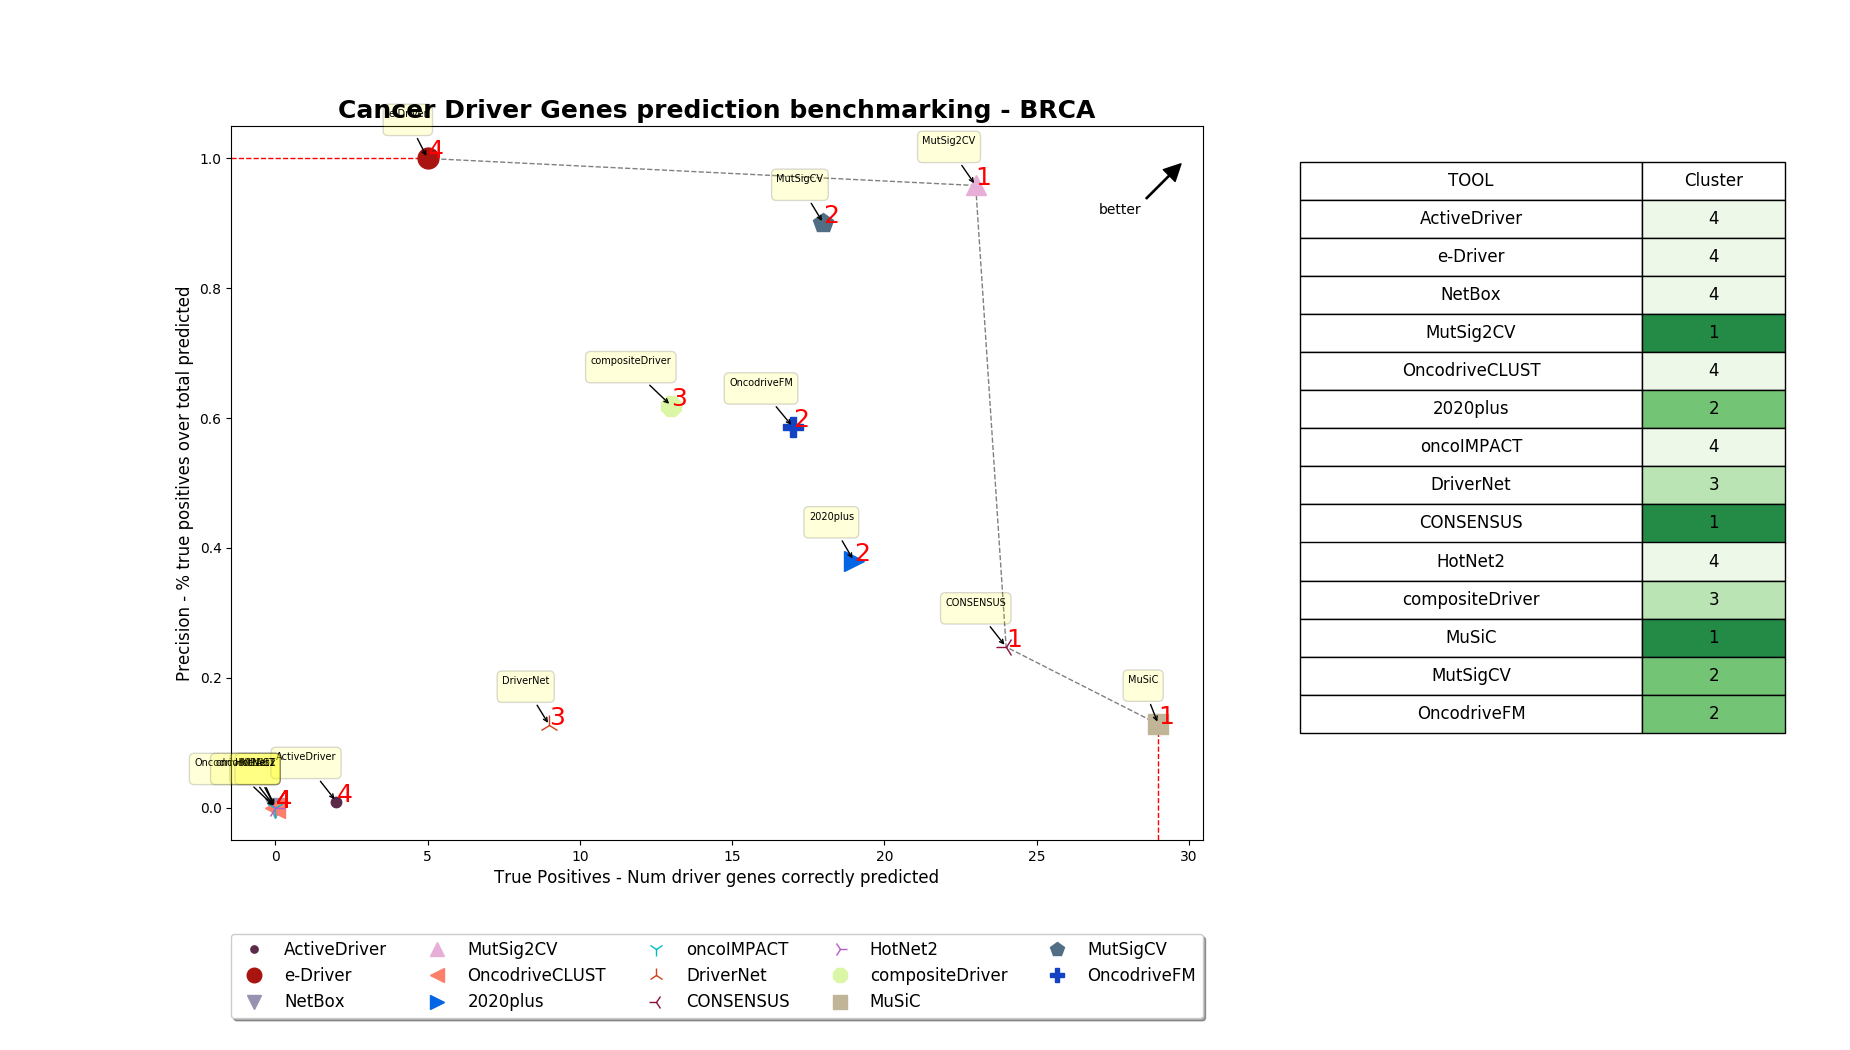 Cancer Driver Genes prediction benchmarking - BRCA
MutSig2CV
1
4
MutSigCV
2
better
compositeDriver
3
OncodriveFM
2
2020plus
2
CONSENSUS
1
DriverNet
3
MuSiC
1
ActiveDriver
4
4
1.0
0.8
0.6
0.4
0.2
0.0
Precision - % true positives over total predicted
0 5 10 15 20 25 30
True Positives - Num driver genes correctly predicted
TOOL Cluster
ActiveDriver 4
e-Driver 4
NetBox 4
MutSig2CV 1
OncodriveCLUST 4
2020plus 2
oncoIMPACT 4
DriverNet 3
CONSENSUS 1
HotNet2 4
compositeDriver 3
MuSiC 1
MutSigCV 2
OncodriveFM 2
ActiveDriver MutSig2CV oncoIMPACT HotNet2 MutSigCV
e-Driver OncodriveCLUST DriverNet compositeDriver OncodriveFM
NetBox 2020plus CONSENSUS MuSiC